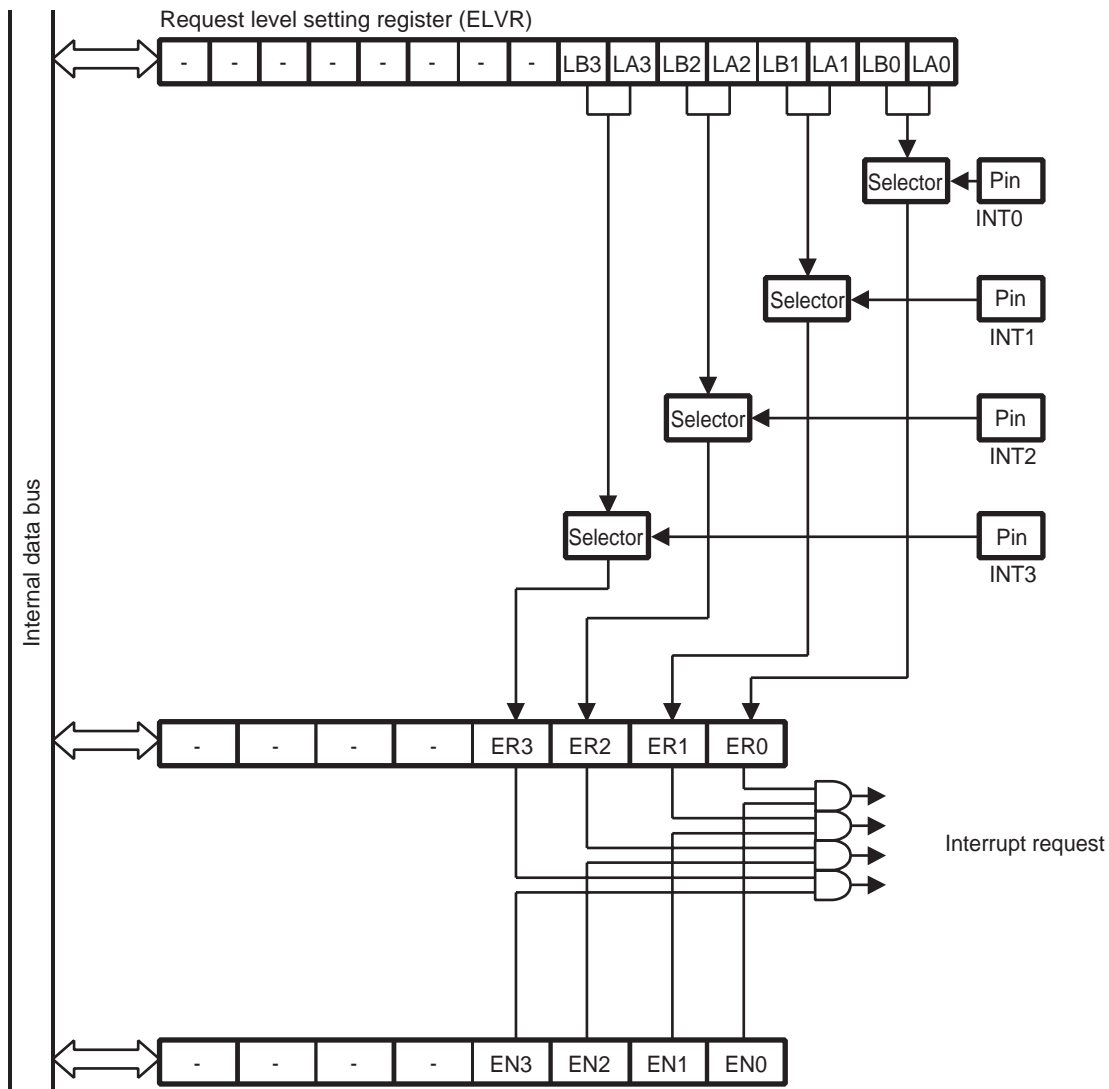 Request level setting register (ELVR)
- - - - - - - - LB3 LA3 LB2 LA2 LB1 LA1 LB0 LA0
Selector Pin
INT0
Selector Pin
INT1
Selector Pin
INT2
Selector Pin
INT3
Internal data bus
- - - - ER3 ER2 ER1 ER0
Interrupt request
- - - - EN3 EN2 EN1 EN0